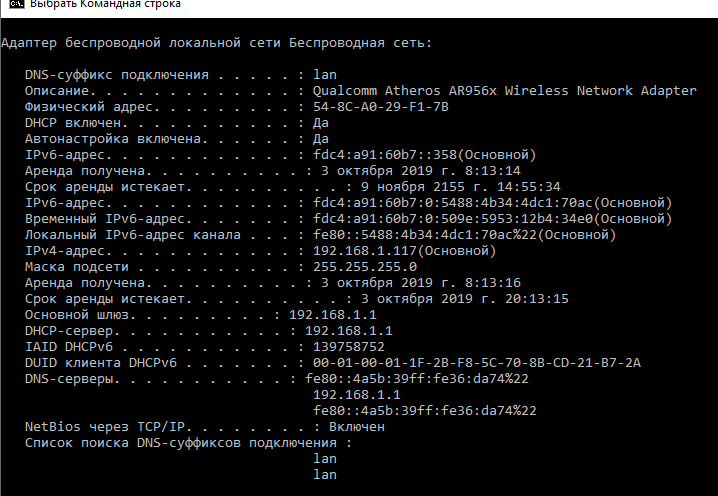 Выбрать Командная строка
Адаптер беспроводной локальной сети Беспроводная сеть:
DNS-суффикс подключения . . . . . : lan
Описание. . . . . . . . . . . . . : Qualcomm Atheros AR956x Wireless Network Adapter
Физический адрес. . . . . . . . . : 54-8C-A0-29-F1-7B
DHCP включен. . . . . . . . . . . : Да
Автонастройка включена. . . . . . : Да
IPv6-адрес. . . . . . . . . . . . : fdc4:a91:60b7::358(Основной)
Аренда получена. . . . . . . . . . : 3 октября 2019 г. 8:13:14
Срок аренды истекает. . . . . . . . . . : 9 ноября 2155 г. 14:55:34
IPv6-адрес. . . . . . . . . . . . : fdc4:a91:60b7:0:5488:4b34:4dc1:70ac(Основной)
Временный IPv6-адрес. . . . . . . : fdc4:a91:60b7:0:509e:5953:12b4:34e0(Основной)
Локальный IPv6-адрес канала . . . : fe80::5488:4b34:4dc1:70ac%22(Основной)
IPv4-адрес. . . . . . . . . . . . : 192.168.1.117(Основной)
Маска подсети . . . . . . . . . . : 255.255.255.0
Аренда получена. . . . . . . . . . : 3 октября 2019 г. 8:13:16
Срок аренды истекает. . . . . . . . . . : 3 октября 2019 г. 20:13:15
Основной шлюз. . . . . . . . . : 192.168.1.1
DHCP-сервер. . . . . . . . . . . : 192.168.1.1
IAID DHCPv6 . . . . . . . . . . . : 139758752
DUID клиента DHCPv6 . . . . . . . : 00-01-00-01-1F-2B-F8-5C-70-8B-CD-21-B7-2A
DNS-серверы. . . . . . . . . . . : fe80::4a5b:39ff:fe36:da74%22
192.168.1.1
fe80::4a5b:39ff:fe36:da74%22
NetBios через TCP/IP. . . . . . . . : Включен
Список поиска DNS-суффиксов подключения :
lan
lan